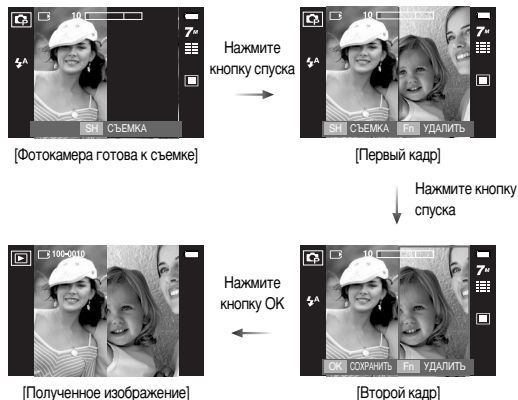 10
7M
SH СЪЕМКА
[Фотокамера готова к съемке]
Нажмите
кнопку спуска
10
7M
SH СЪЕМКА Fn УДАЛИТЬ
[Первый кадр]
Нажмите кнопку
спуска
10
7M
OK СОХРАНИТЬ Fn УДАЛИТЬ
[Второй кадр]
Нажмите
кнопку OK
100-0010
[Полученное изображение]